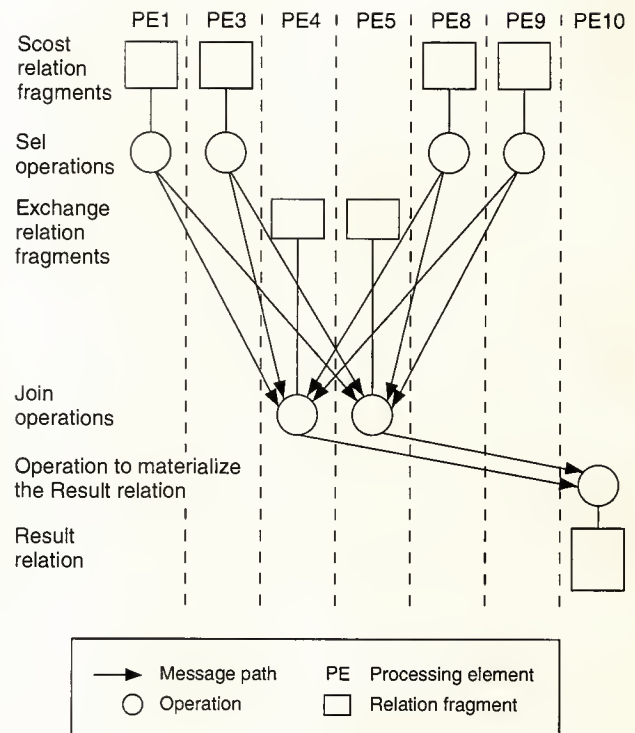 PE1 PE3 PE4 PE5 PE8 PE9 PE10
Scost
relation
fragments
Sel
operations
Exchange
relation
fragments
Join
operations
Operation to materialize
the Result relation
Result
relation
Message path PE Processing element
Operation Relation fragment